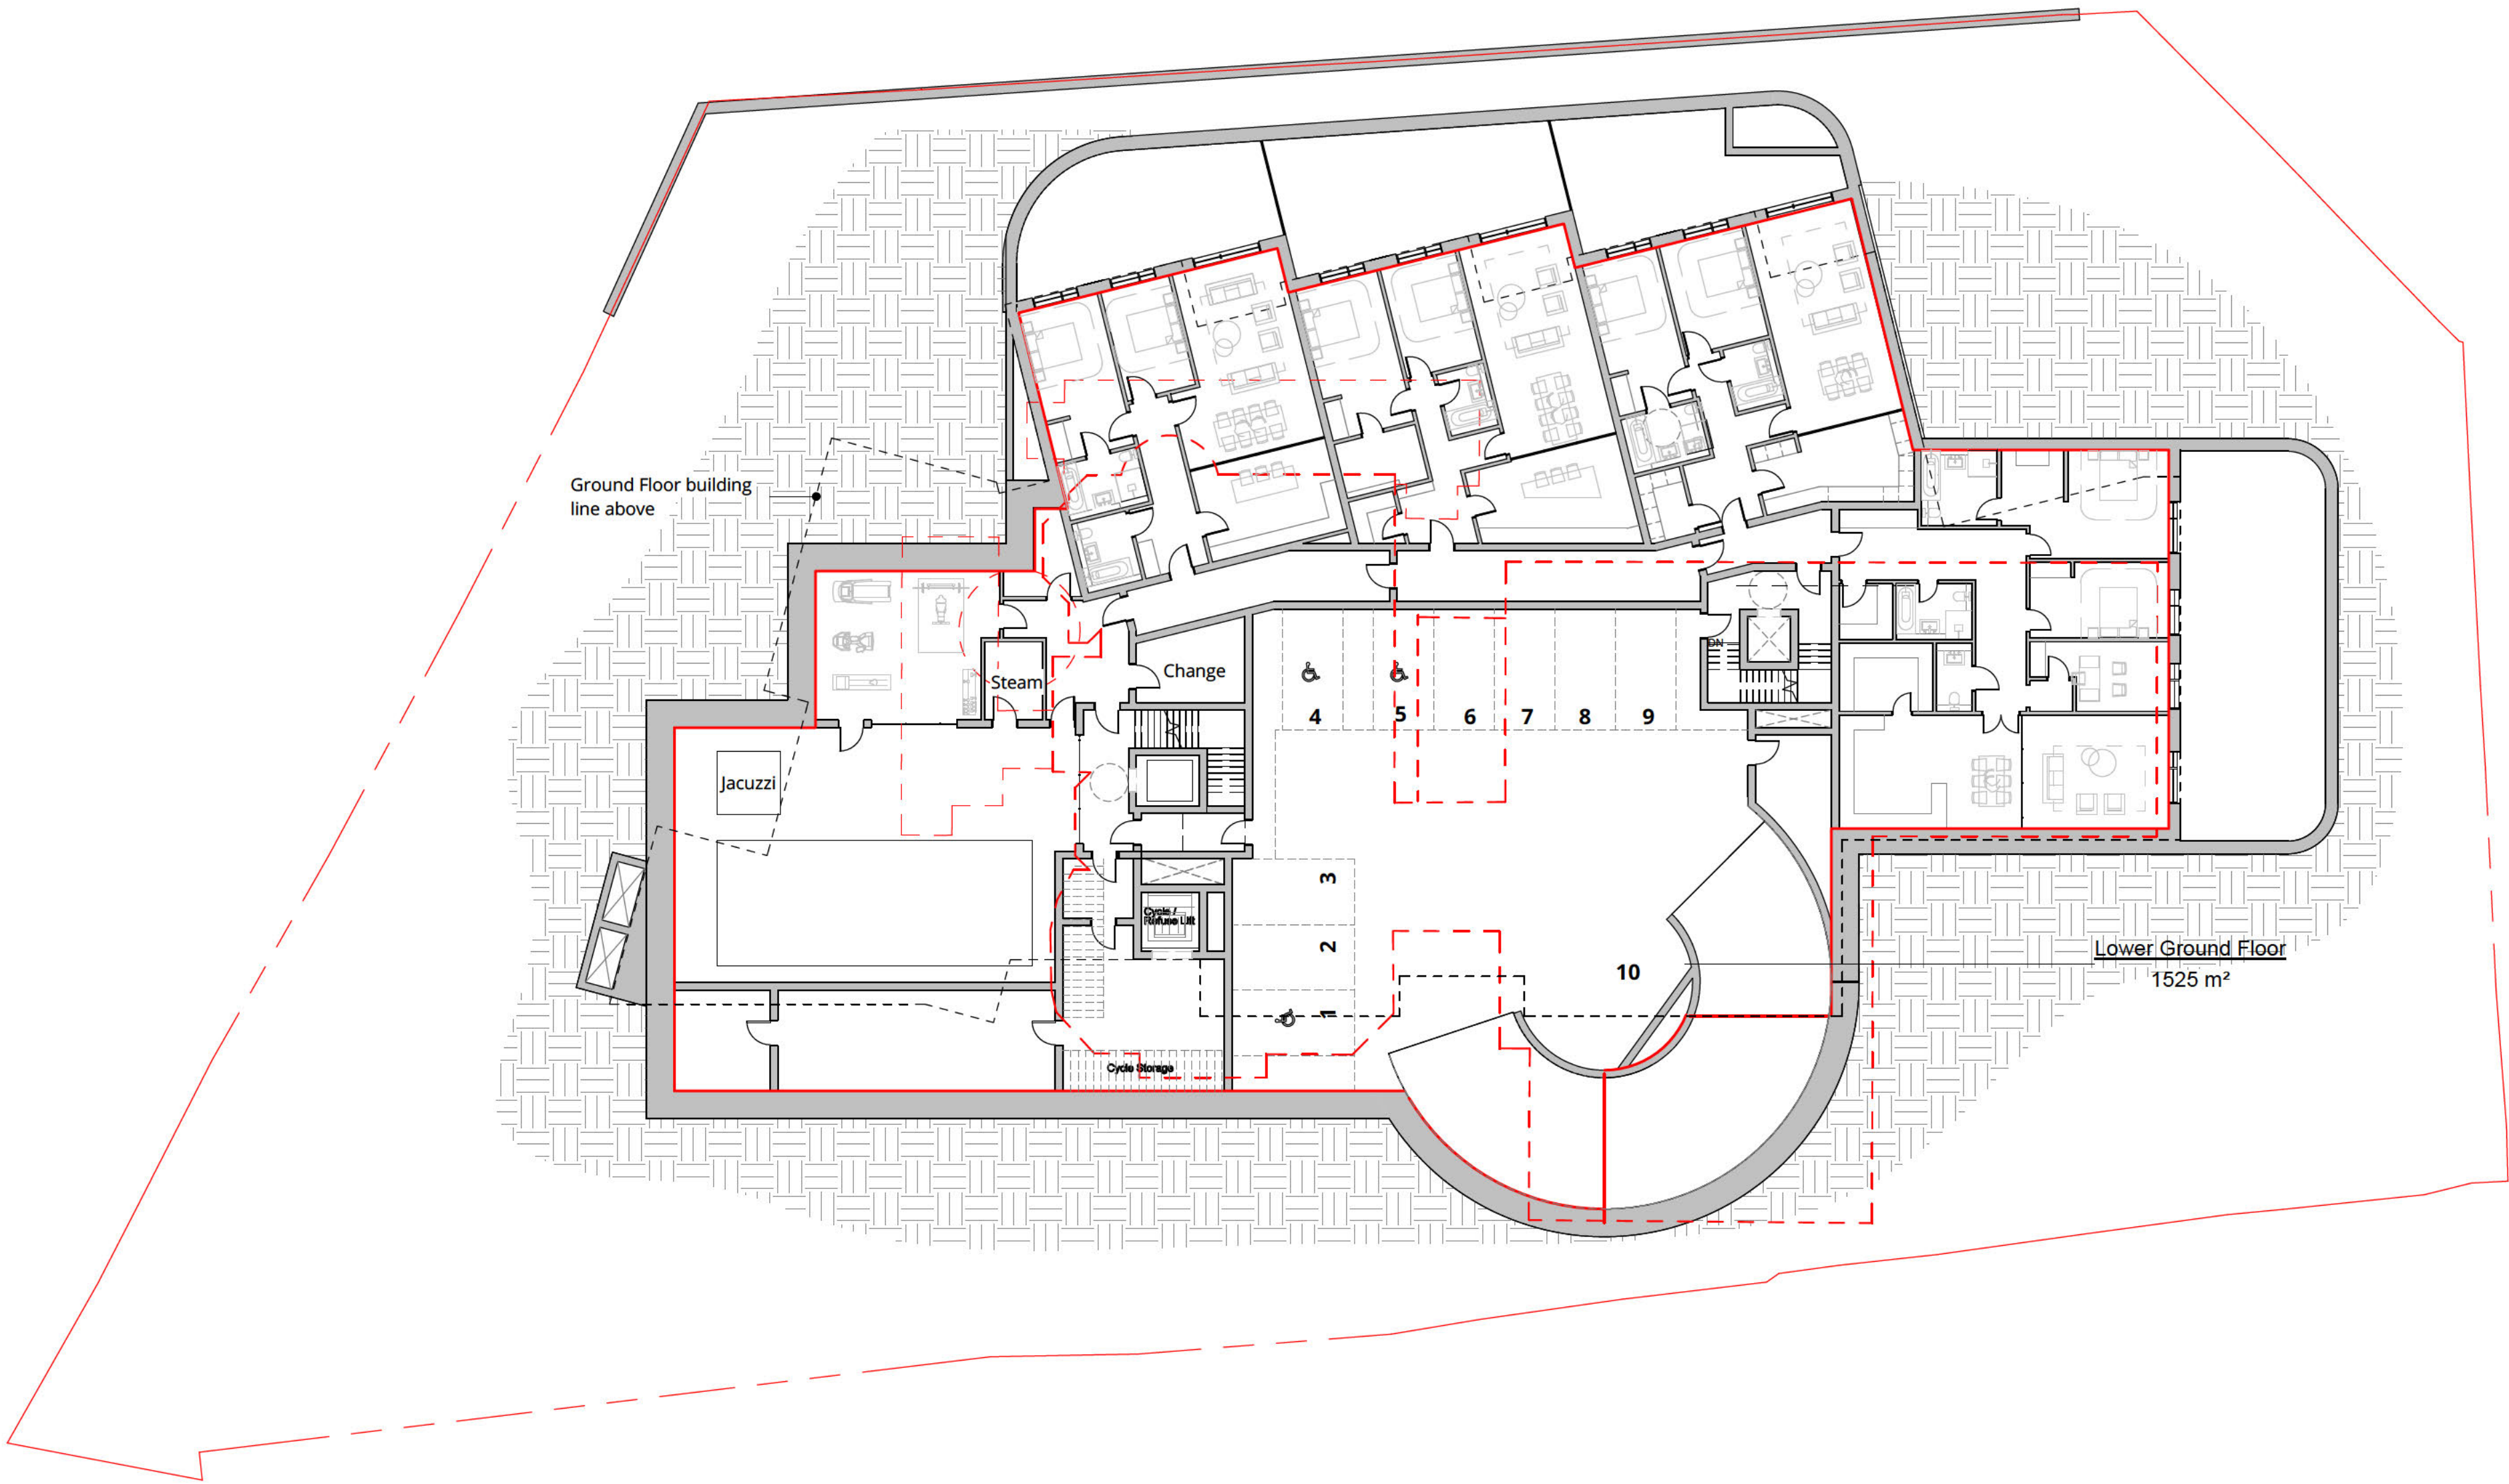 Ground Floor building
line above
Steam
Change
DN
4
5
6
7
8
9
Jacuzzi
3
Cycle /
Refuse Lift
2
10
Lower Ground Floor
1525 m²
1
Cycle Storage